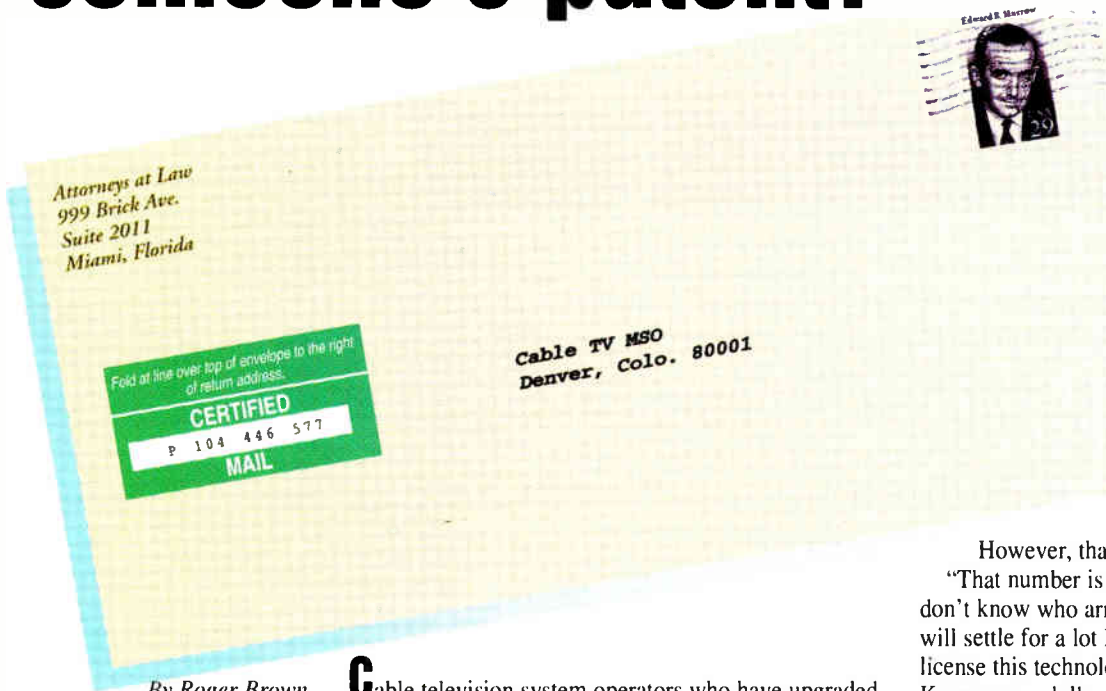 someone's patent?
Edward R. Murrow
29
Attorneys at Law
999 Brick Ave.
Suite 2011
Miami, Florida
Fold at line over top of envelope to the right
of return address.
CERTIFIED
P 104 446 577
MAIL
Cable TV MSO
Denver, Colo. 80001
By Roger Brown
Cable television system operators who have upgraded
However, tha
"That number is
don't know who arr
will settle for a lot
license this technol